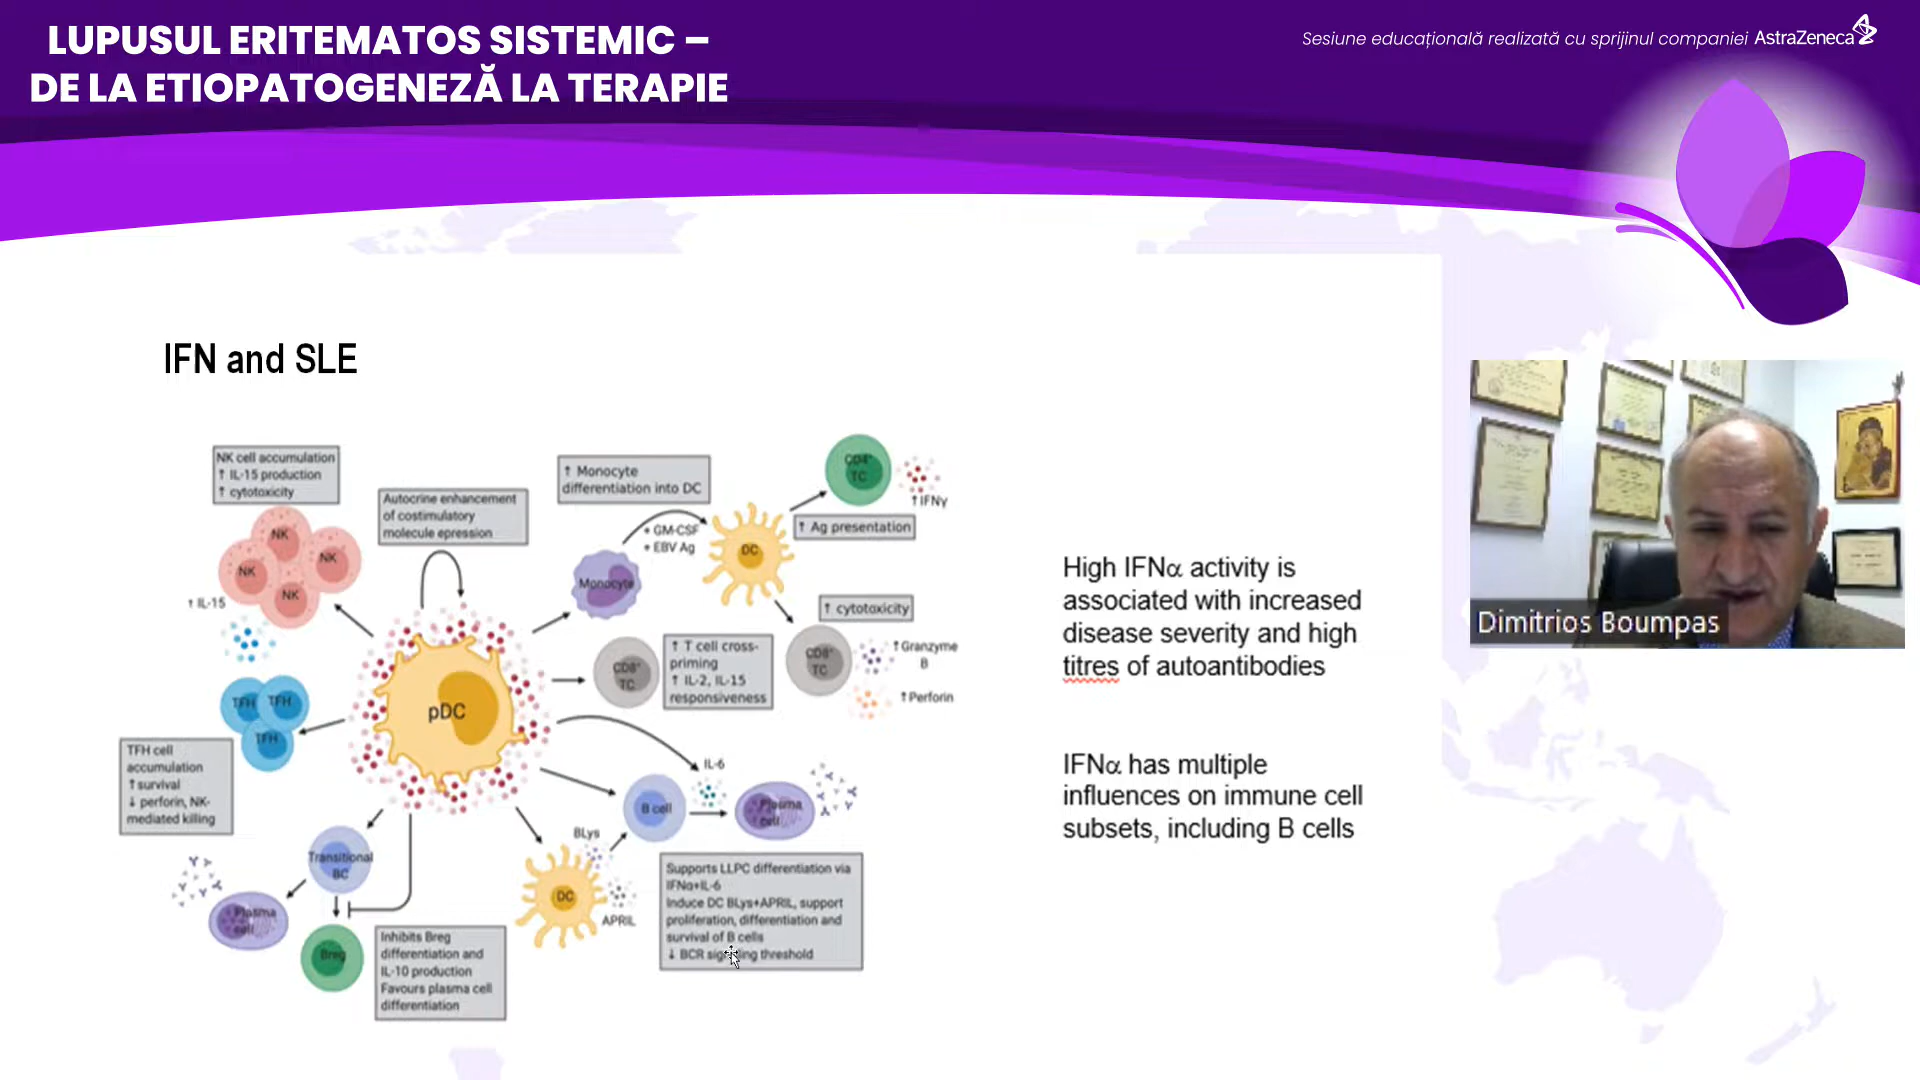 LUPUSUL ERITEMATOS SISTEMIC –
DE LA ETIOPATOGENEZĂ LA TERAPIE
Sesiune educațională realizată cu sprijinul companiei AstraZeneca
IFN and SLE
NK cell accumulation
↑ IL-15 production
↑ cytotoxicity
Autocrine enhancement
of costimulatory
molecule epression
↑ Monocyte
differentiation into DC
+ GM-CSF
+ EBV Ag
DC
CD4+
TC
↑IFNγ
↑ Ag presentation
NK
NK
NK
NK
↑ IL-15
Monocyte
↑ cytotoxicity
CD8+
TC
↑ T cell cross-
priming
↑ IL-2, IL-15
responsiveness
CD8+
TC
↑Granzyme
B
↑Perforin
pDC
TFH
TFH
TFH
TFH cell
accumulation
↑survival
↓ perforin, NK-
mediated killing
IL-6
B cell
Plasma
cell
BLys
DC
APRIL
Transitional
BC
Plasma
cell
Breg
Inhibits Breg
differentiation and
IL-10 production
Favours plasma cell
differentiation
Supports LLPC differentiation via
IFNα+IL-6
Induce DC BLys+APRIL, support
proliferation, differentiation and
survival of B cells
↓ BCR signaling threshold
High IFNα activity is
associated with increased
disease severity and high
titres of autoantibodies
IFNα has multiple
influences on immune cell
subsets, including B cells
Dimitrios Boumpas